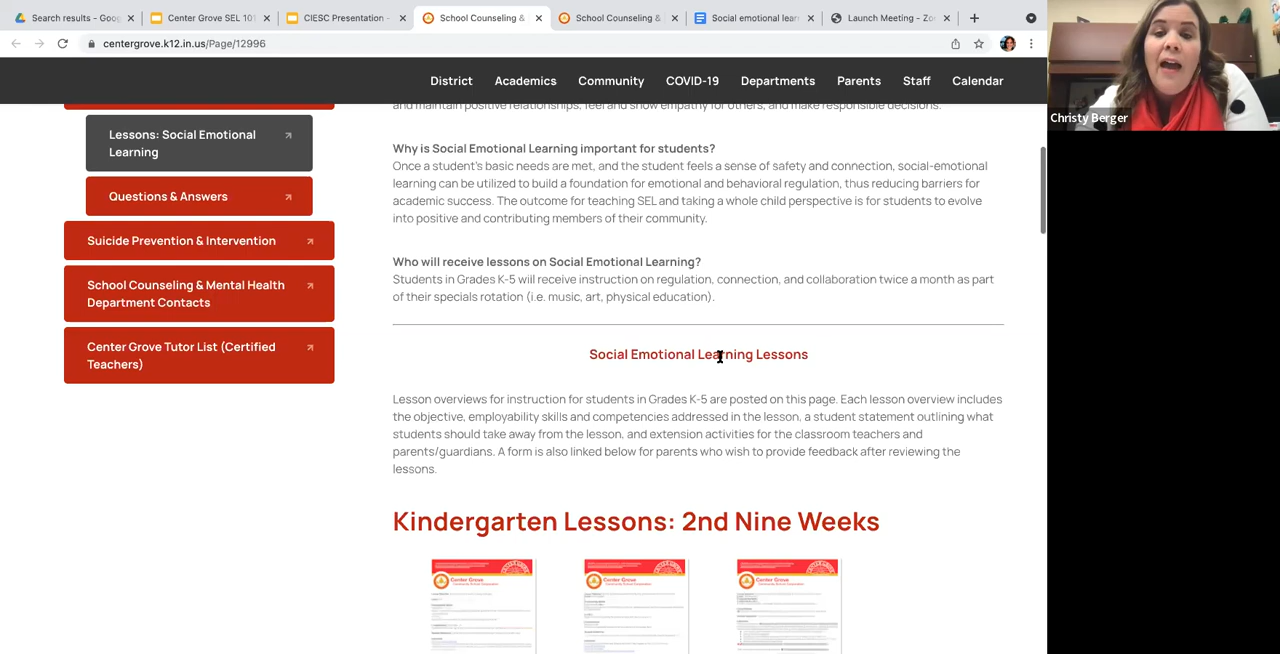 Search results - Goog
Center Grove SEL 101
CIESC Presentation -
School Counseling &
School Counseling &
Social emotional lear
Launch Meeting - Zo
centergrove.k12.in.us/Page/12996
District
Academics
Community
COVID-19
Departments
Parents
Staff
Calendar
Christy Berger
Lessons: Social Emotional
Learning
Questions & Answers
Suicide Prevention & Intervention
School Counseling & Mental Health
Department Contacts
Center Grove Tutor List (Certified
Teachers)
and maintain positive relationships, feel and show empathy for others, and make responsible decisions.
Why is Social Emotional Learning important for students?
Once a student's basic needs are met, and the student feels a sense of safety and connection, social-emotional
learning can be utilized to build a foundation for emotional and behavioral regulation, thus reducing barriers for
academic success. The outcome for teaching SEL and taking a whole child perspective is for students to evolve
into positive and contributing members of their community.
Who will receive lessons on Social Emotional Learning?
Students in Grades K-5 will receive instruction on regulation, connection, and collaboration twice a month as part
of their specials rotation (i.e. music, art, physical education).
Social Emotional Learning Lessons
Lesson overviews for instruction for students in Grades K-5 are posted on this page. Each lesson overview includes
the objective, employability skills and competencies addressed in the lesson, a student statement outlining what
students should take away from the lesson, and extension activities for the classroom teachers and
parents/guardians. A form is also linked below for parents who wish to provide feedback after reviewing the
lessons.
Kindergarten Lessons: 2nd Nine Weeks
Center Grove
Center Grove
Center Grove